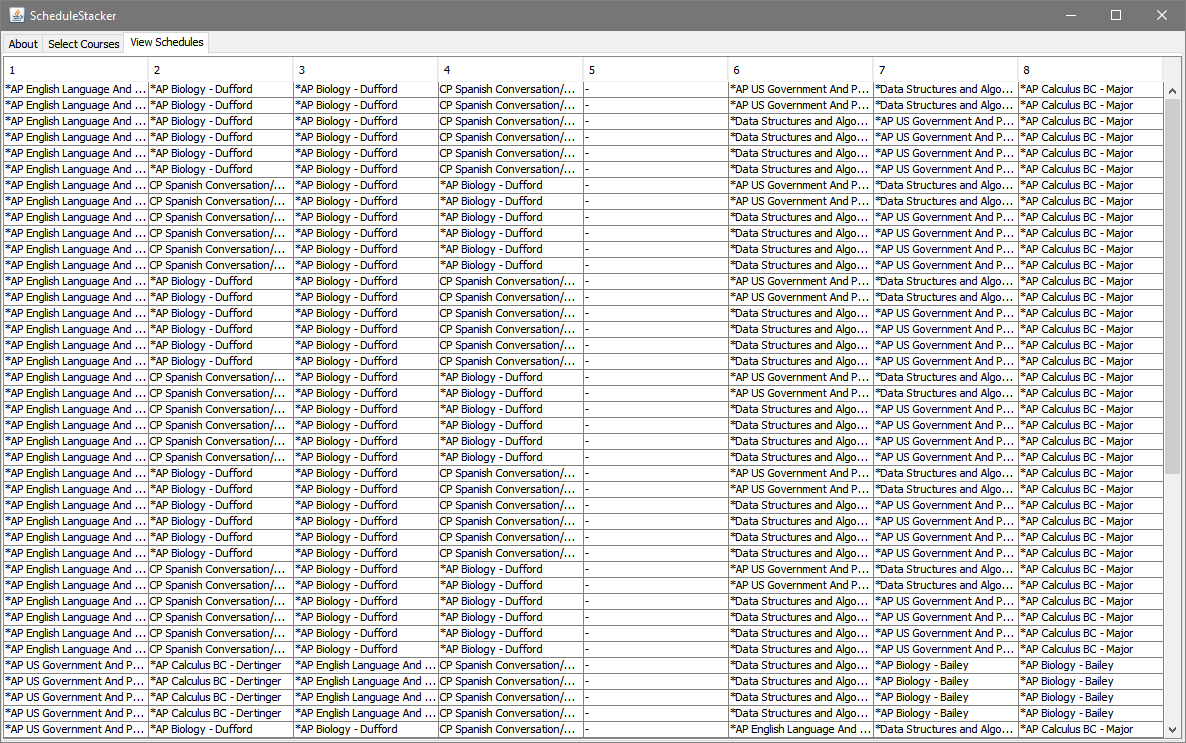 ScheduleStacker
About Select Courses View Schedules
1 2 3 4 5 6 7 8
*AP English Language And ... *AP Biology - Dufford *AP Biology - Dufford CP Spanish Conversation/... - *AP US Government And P... *Data Structures and Algo... *AP Calculus BC - Major
*AP English Language And ... *AP Biology - Dufford *AP Biology - Dufford CP Spanish Conversation/... - *AP US Government And P... *Data Structures and Algo... *AP Calculus BC - Major
*AP English Language And ... *AP Biology - Dufford *AP Biology - Dufford CP Spanish Conversation/... - *Data Structures and Algo... *AP US Government And P... *AP Calculus BC - Major
*AP English Language And ... *AP Biology - Dufford *AP Biology - Dufford CP Spanish Conversation/... - *Data Structures and Algo... *AP US Government And P... *AP Calculus BC - Major
*AP English Language And ... *AP Biology - Dufford *AP Biology - Dufford CP Spanish Conversation/... - *Data Structures and Algo... *AP US Government And P... *AP Calculus BC - Major
*AP English Language And ... *AP Biology - Dufford *AP Biology - Dufford CP Spanish Conversation/... - *Data Structures and Algo... *AP US Government And P... *AP Calculus BC - Major
*AP English Language And ... CP Spanish Conversation/... *AP Biology - Dufford *AP Biology - Dufford - *AP US Government And P... *Data Structures and Algo... *AP Calculus BC - Major
*AP English Language And ... CP Spanish Conversation/... *AP Biology - Dufford *AP Biology - Dufford - *AP US Government And P... *Data Structures and Algo... *AP Calculus BC - Major
*AP English Language And ... CP Spanish Conversation/... *AP Biology - Dufford *AP Biology - Dufford - *Data Structures and Algo... *AP US Government And P... *AP Calculus BC - Major
*AP English Language And ... CP Spanish Conversation/... *AP Biology - Dufford *AP Biology - Dufford - *Data Structures and Algo... *AP US Government And P... *AP Calculus BC - Major
*AP English Language And ... CP Spanish Conversation/... *AP Biology - Dufford *AP Biology - Dufford - *Data Structures and Algo... *AP US Government And P... *AP Calculus BC - Major
*AP English Language And ... CP Spanish Conversation/... *AP Biology - Dufford *AP Biology - Dufford - *Data Structures and Algo... *AP US Government And P... *AP Calculus BC - Major
*AP English Language And ... *AP Biology - Dufford *AP Biology - Dufford CP Spanish Conversation/... - *AP US Government And P... *Data Structures and Algo... *AP Calculus BC - Major
*AP English Language And ... *AP Biology - Dufford *AP Biology - Dufford CP Spanish Conversation/... - *AP US Government And P... *Data Structures and Algo... *AP Calculus BC - Major
*AP English Language And ... *AP Biology - Dufford *AP Biology - Dufford CP Spanish Conversation/... - *Data Structures and Algo... *AP US Government And P... *AP Calculus BC - Major
*AP English Language And ... *AP Biology - Dufford *AP Biology - Dufford CP Spanish Conversation/... - *Data Structures and Algo... *AP US Government And P... *AP Calculus BC - Major
*AP English Language And ... *AP Biology - Dufford *AP Biology - Dufford CP Spanish Conversation/... - *Data Structures and Algo... *AP US Government And P... *AP Calculus BC - Major
*AP English Language And ... *AP Biology - Dufford *AP Biology - Dufford CP Spanish Conversation/... - *Data Structures and Algo... *AP US Government And P... *AP Calculus BC - Major
*AP English Language And ... CP Spanish Conversation/... *AP Biology - Dufford *AP Biology - Dufford - *AP US Government And P... *Data Structures and Algo... *AP Calculus BC - Major
*AP English Language And ... CP Spanish Conversation/... *AP Biology - Dufford *AP Biology - Dufford - *AP US Government And P... *Data Structures and Algo... *AP Calculus BC - Major
*AP English Language And ... CP Spanish Conversation/... *AP Biology - Dufford *AP Biology - Dufford - *Data Structures and Algo... *AP US Government And P... *AP Calculus BC - Major
*AP English Language And ... CP Spanish Conversation/... *AP Biology - Dufford *AP Biology - Dufford - *Data Structures and Algo... *AP US Government And P... *AP Calculus BC - Major
*AP English Language And ... CP Spanish Conversation/... *AP Biology - Dufford *AP Biology - Dufford - *Data Structures and Algo... *AP US Government And P... *AP Calculus BC - Major
*AP English Language And ... CP Spanish Conversation/... *AP Biology - Dufford *AP Biology - Dufford - *Data Structures and Algo... *AP US Government And P... *AP Calculus BC - Major
*AP English Language And ... *AP Biology - Dufford *AP Biology - Dufford CP Spanish Conversation/... - *AP US Government And P... *Data Structures and Algo... *AP Calculus BC - Major
*AP English Language And ... *AP Biology - Dufford *AP Biology - Dufford CP Spanish Conversation/... - *AP US Government And P... *Data Structures and Algo... *AP Calculus BC - Major
*AP English Language And ... *AP Biology - Dufford *AP Biology - Dufford CP Spanish Conversation/... - *Data Structures and Algo... *AP US Government And P... *AP Calculus BC - Major
*AP English Language And ... *AP Biology - Dufford *AP Biology - Dufford CP Spanish Conversation/... - *Data Structures and Algo... *AP US Government And P... *AP Calculus BC - Major
*AP English Language And ... *AP Biology - Dufford *AP Biology - Dufford CP Spanish Conversation/... - *Data Structures and Algo... *AP US Government And P... *AP Calculus BC - Major
*AP English Language And ... *AP Biology - Dufford *AP Biology - Dufford CP Spanish Conversation/... - *Data Structures and Algo... *AP US Government And P... *AP Calculus BC - Major
*AP English Language And ... CP Spanish Conversation/... *AP Biology - Dufford *AP Biology - Dufford - *AP US Government And P... *Data Structures and Algo... *AP Calculus BC - Major
*AP English Language And ... CP Spanish Conversation/... *AP Biology - Dufford *AP Biology - Dufford - *AP US Government And P... *Data Structures and Algo... *AP Calculus BC - Major
*AP English Language And ... CP Spanish Conversation/... *AP Biology - Dufford *AP Biology - Dufford - *Data Structures and Algo... *AP US Government And P... *AP Calculus BC - Major
*AP English Language And ... CP Spanish Conversation/... *AP Biology - Dufford *AP Biology - Dufford - *Data Structures and Algo... *AP US Government And P... *AP Calculus BC - Major
*AP English Language And ... CP Spanish Conversation/... *AP Biology - Dufford *AP Biology - Dufford - *Data Structures and Algo... *AP US Government And P... *AP Calculus BC - Major
*AP English Language And ... CP Spanish Conversation/... *AP Biology - Dufford *AP Biology - Dufford - *Data Structures and Algo... *AP US Government And P... *AP Calculus BC - Major
*AP US Government And P... *AP Calculus BC - Dertinger *AP English Language And ... CP Spanish Conversation/... - *Data Structures and Algo... *AP Biology - Bailey *AP Biology - Bailey
*AP US Government And P... *AP Calculus BC - Dertinger *AP English Language And ... CP Spanish Conversation/... - *Data Structures and Algo... *AP Biology - Bailey *AP Biology - Bailey
*AP US Government And P... *AP Calculus BC - Dertinger *AP English Language And ... CP Spanish Conversation/... - *Data Structures and Algo... *AP Biology - Bailey *AP Biology - Bailey
*AP US Government And P... *AP Calculus BC - Dertinger *AP English Language And ... CP Spanish Conversation/... - *Data Structures and Algo... *AP Biology - Bailey *AP Biology - Bailey
*AP US Government And P... *AP Biology - Dufford *AP Biology - Dufford CP Spanish Conversation/... - *AP English Language And ... *Data Structures and Algo... *AP Calculus BC - Major